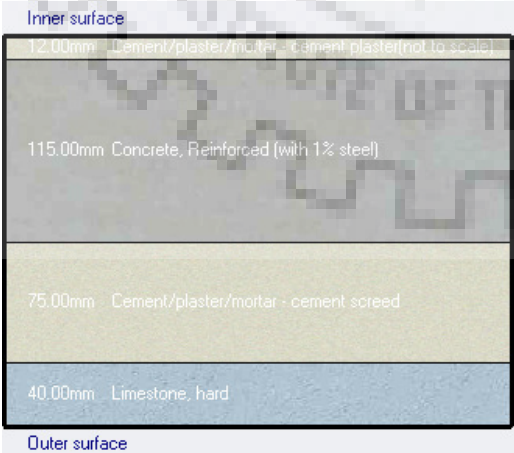 Inner surface
12.00mm Cement/plaster/mortar - cement plaster(not to scale)
115.00mm Concrete, Reinforced (with 1% steel)
75.00mm Cement/plaster/mortar - cement screed
40.00mm Limestone, hard
Outer surface